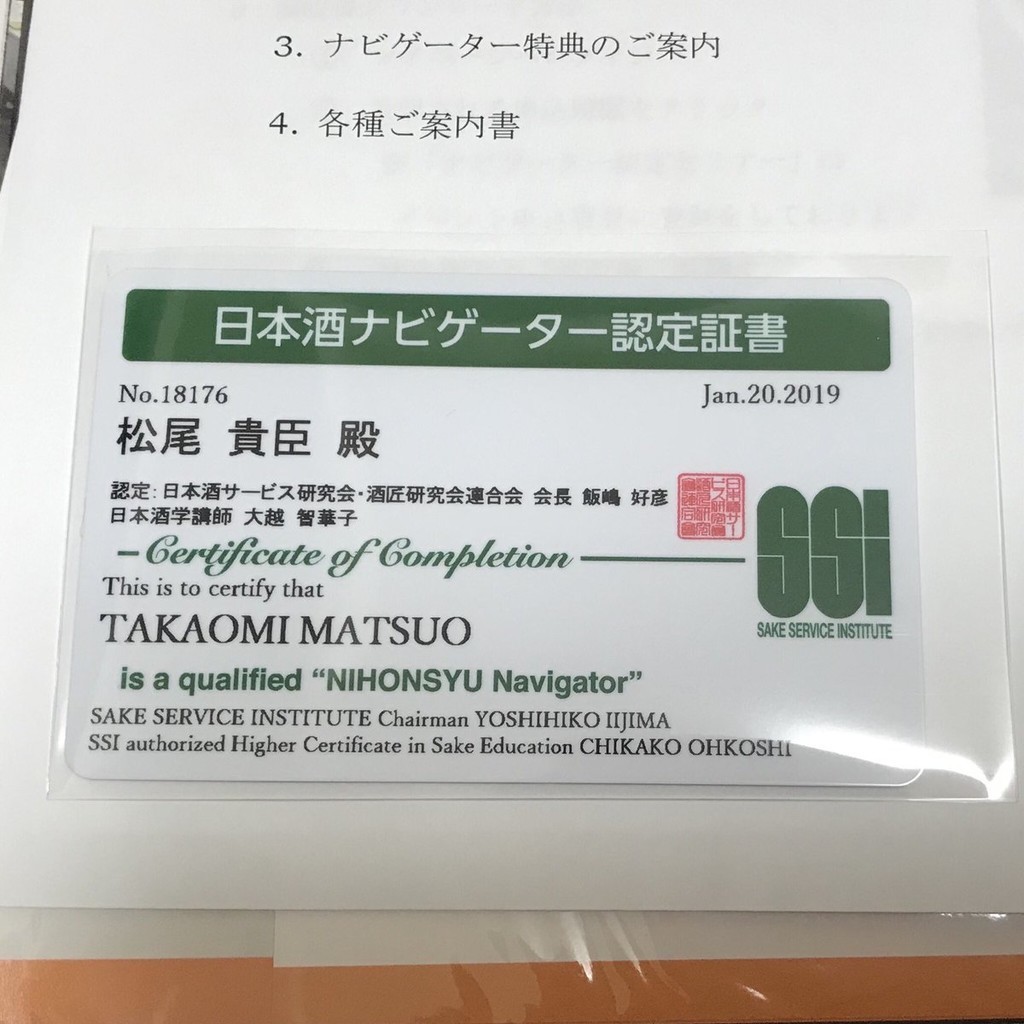 3. ナビゲーター特典のご案内
4. 各種ご案内書
日本酒ナビゲーター認定証書
No.18176
Jan.20.2019
松尾 貴臣 殿
認定:日本酒サービス研究会・酒匠研究会連合会 会長 飯嶋 好彦
日本酒学講師 大越 智華子
Certificate of Completion
This is to certify that
TAKAOMI MATSUO
is a qualified “NIHONSYU Navigator”
SSI
SAKE SERVICE INSTITUTE
SAKE SERVICE INSTITUTE Chairman YOSHIHIKO IIJIMA
SSI authorized Higher Certificate in Sake Education CHIKAKO OHKOSHI